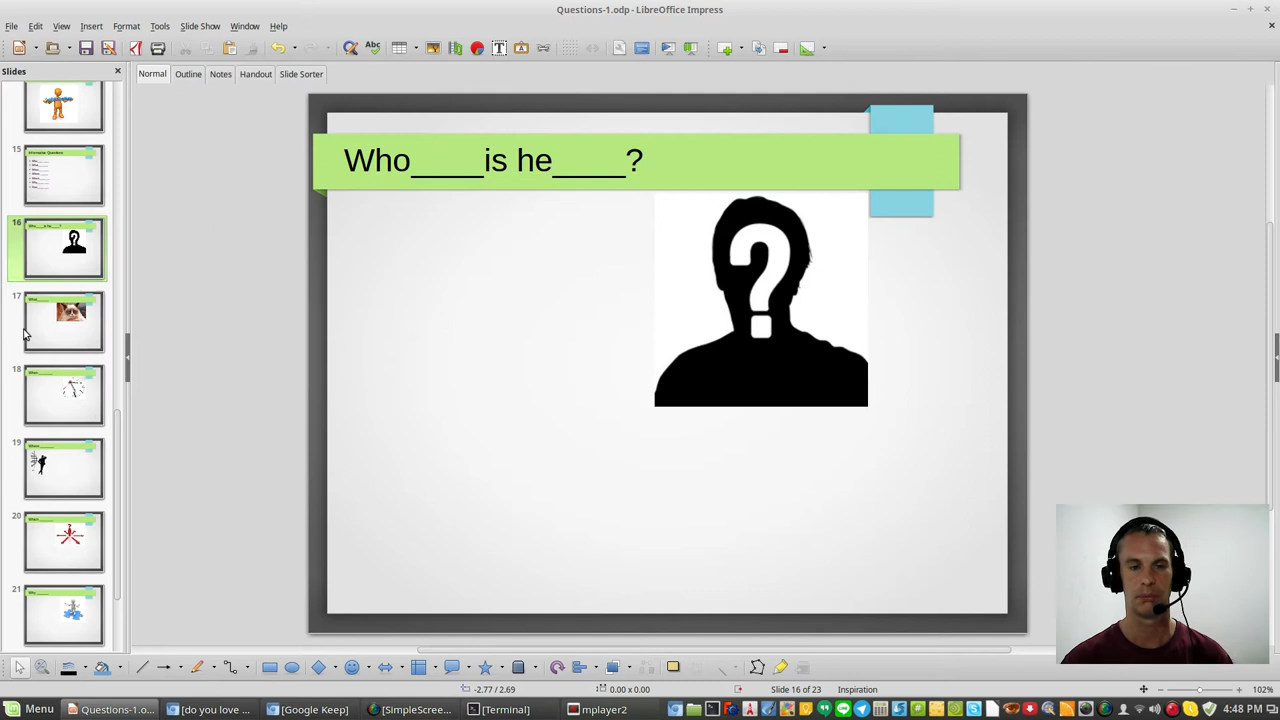 Questions-1.odp - LibreOffice Impress
File Edit View Insert Format Tools Slide Show Window Help
Slides
Normal Outline Notes Handout Slide Sorter
Who____is he____?
15
16
Who____is he____?
17
18
19
20
21
-2.77 / 2.69 0.00 x 0.00 Slide 16 of 23 Inspiration 102%
Menu Questions-1.o... [do you love ... [Google Keep] [SimpleScreen... [Terminal] mplayer2 4:48 PM